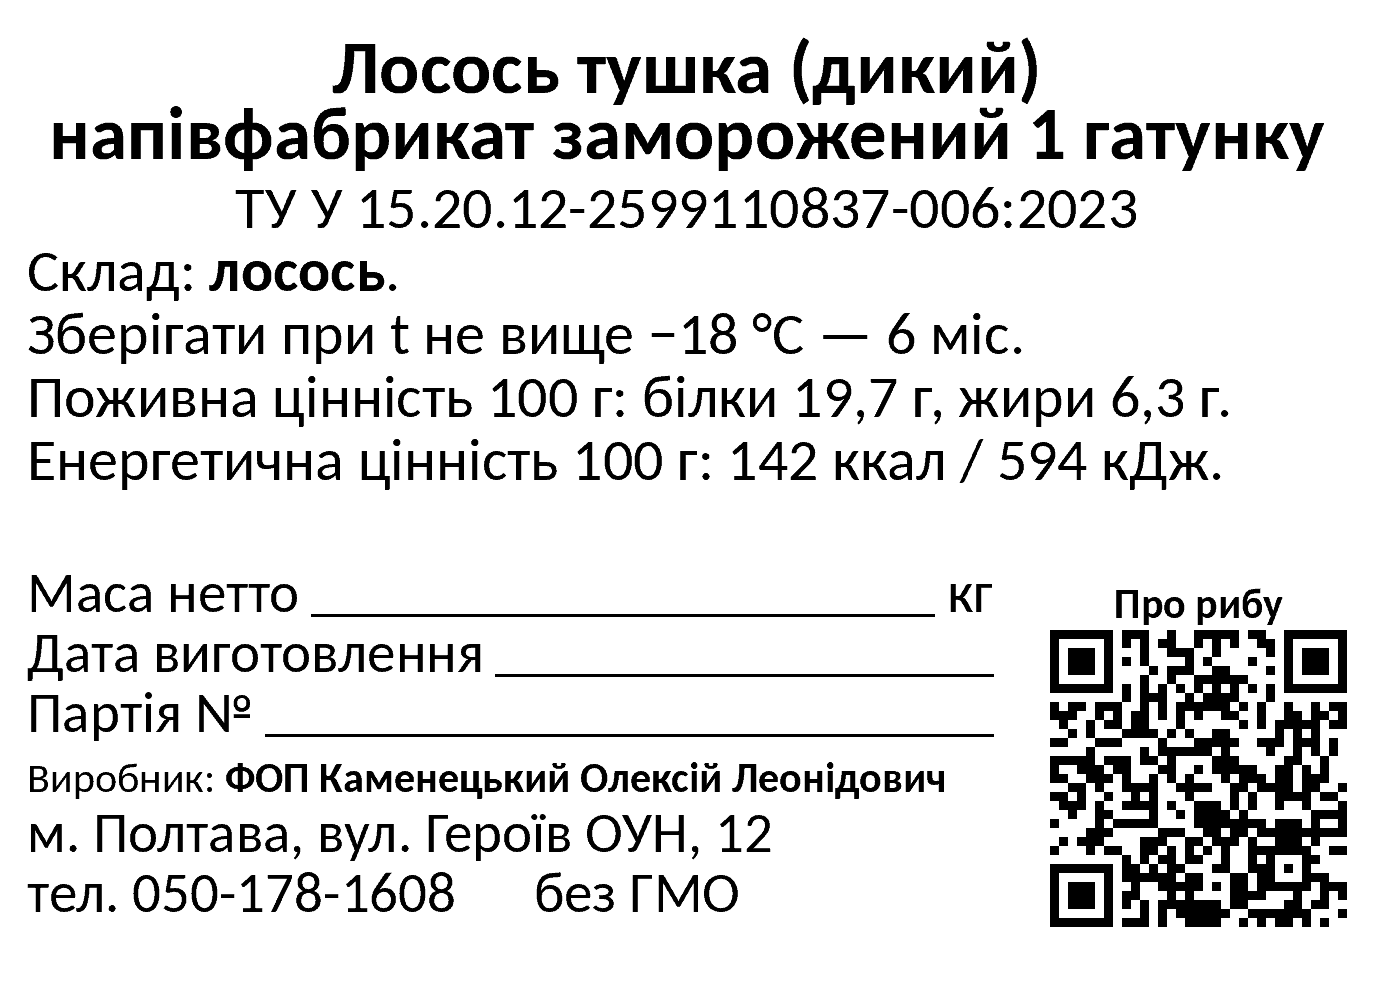 Лосось тушка (дикий)
напівфабрикат заморожений 1 гатунку
ТУ У 15.20.12-2599110837-006:2023
Склад: лосось.
Зберігати при t не вище −18 °C — 6 міс.
Поживна цінність 100 г: білки 19,7 г, жири 6,3 г.
Енергетична цінність 100 г: 142 ккал / 594 кДж.
Маса нетто ______ кг
Дата виготовлення ______
Партія № ______
Виробник: ФОП Каменецький Олексій Леонідович
м. Полтава, вул. Героїв ОУН, 12
тел. 050-178-1608 без ГМО
Про рибу